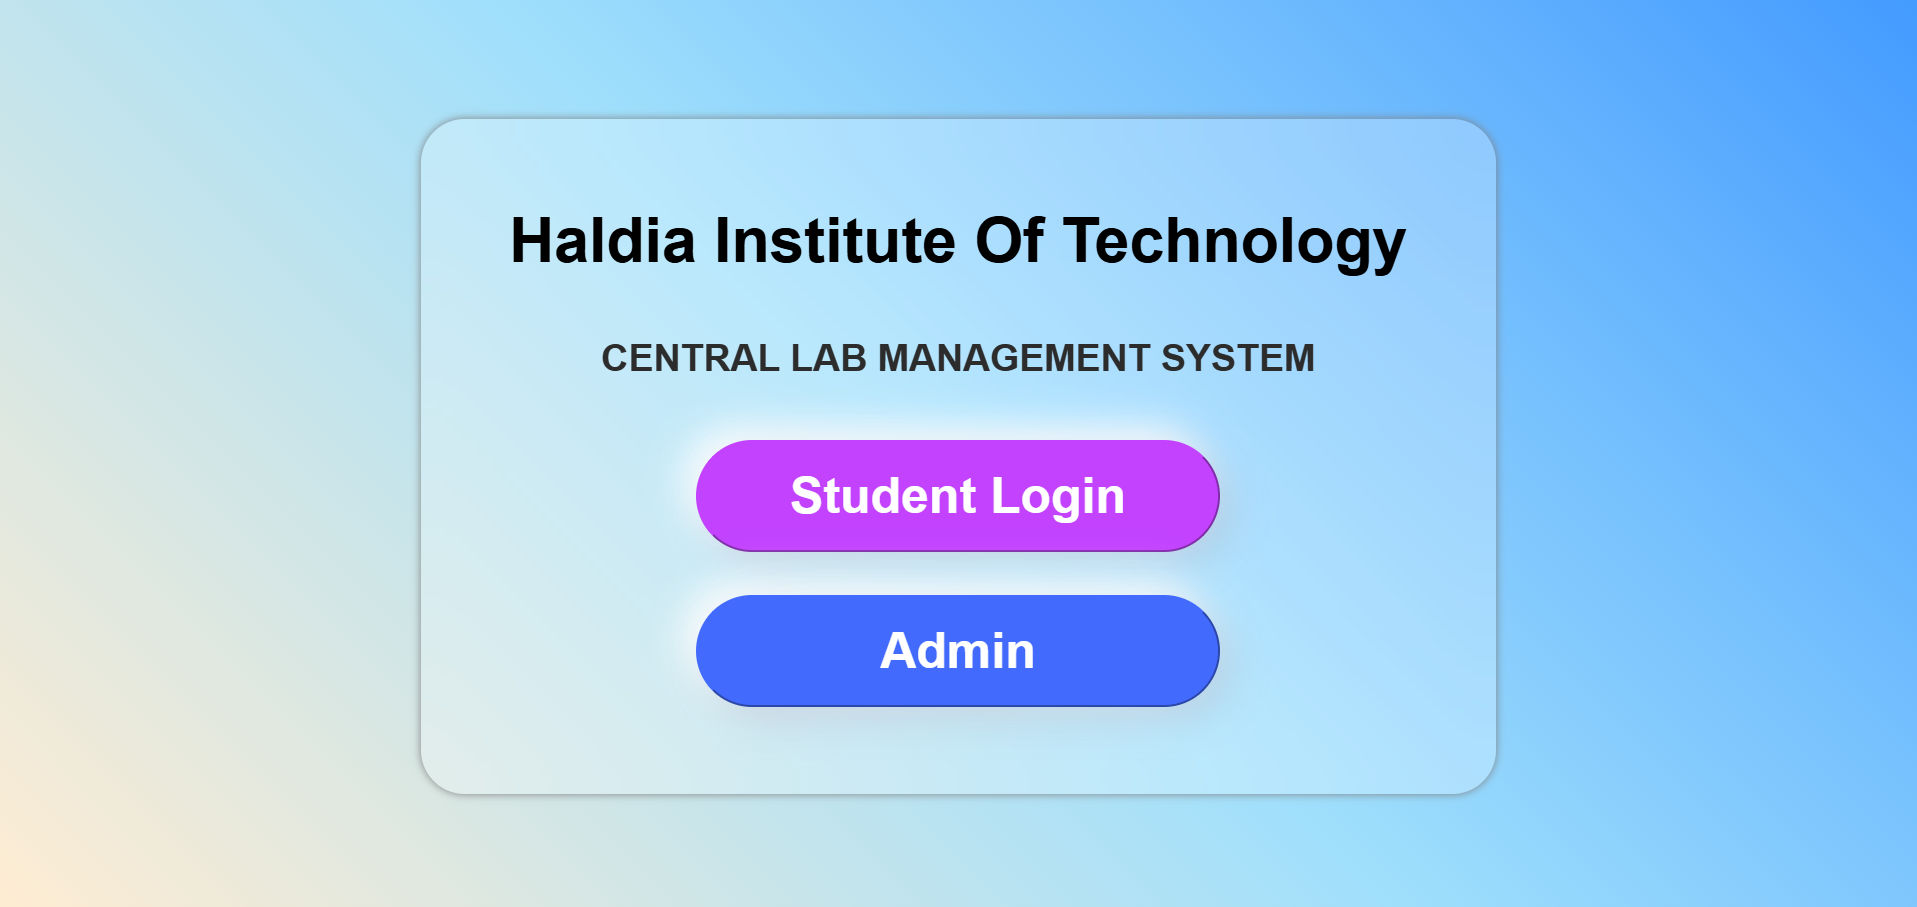 Haldia Institute Of Technology
CENTRAL LAB MANAGEMENT SYSTEM
Student Login
Admin